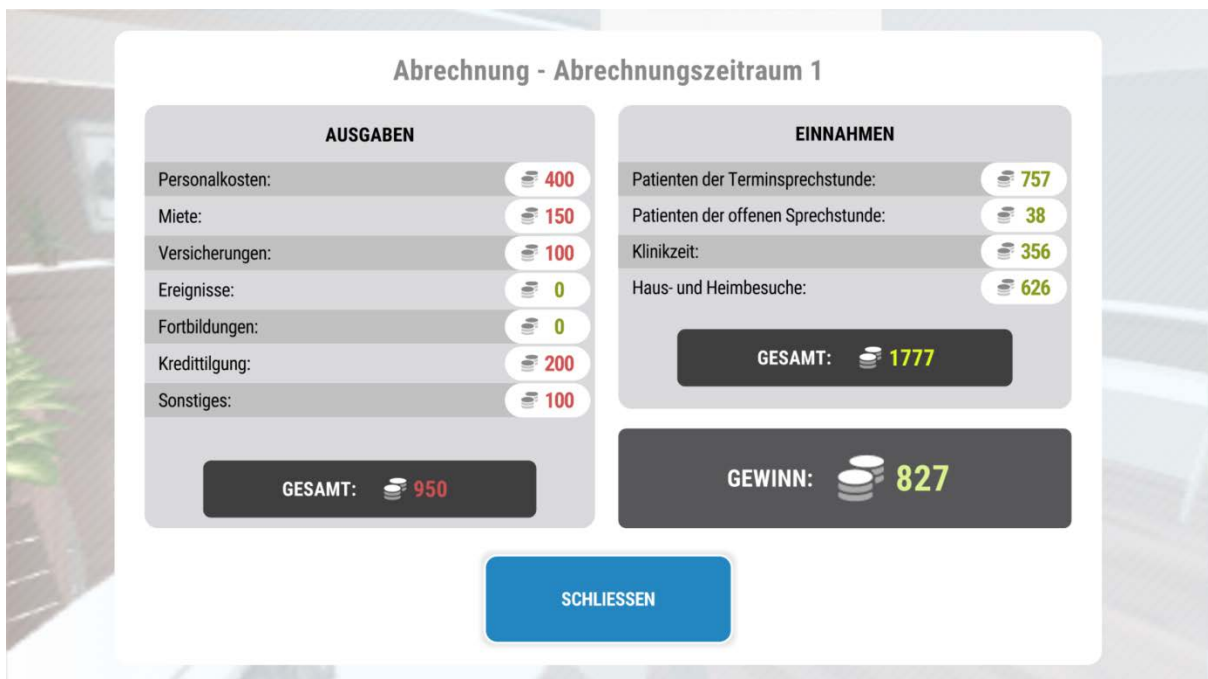 Abrechnung - Abrechnungszeitraum 1
AUSGABEN
Personalkosten: 400
Miete: 150
Versicherungen: 100
Ereignisse: 0
Fortbildungen: 0
Kredittilgung: 200
Sonstiges: 100
GESAMT: 950
EINNAHMEN
Patienten der Terminsprechstunde: 757
Patienten der offenen Sprechstunde: 38
Klinikzeit: 356
Haus- und Heimbesuche: 626
GESAMT: 1777
GEWINN: 827
SCHLIESSEN